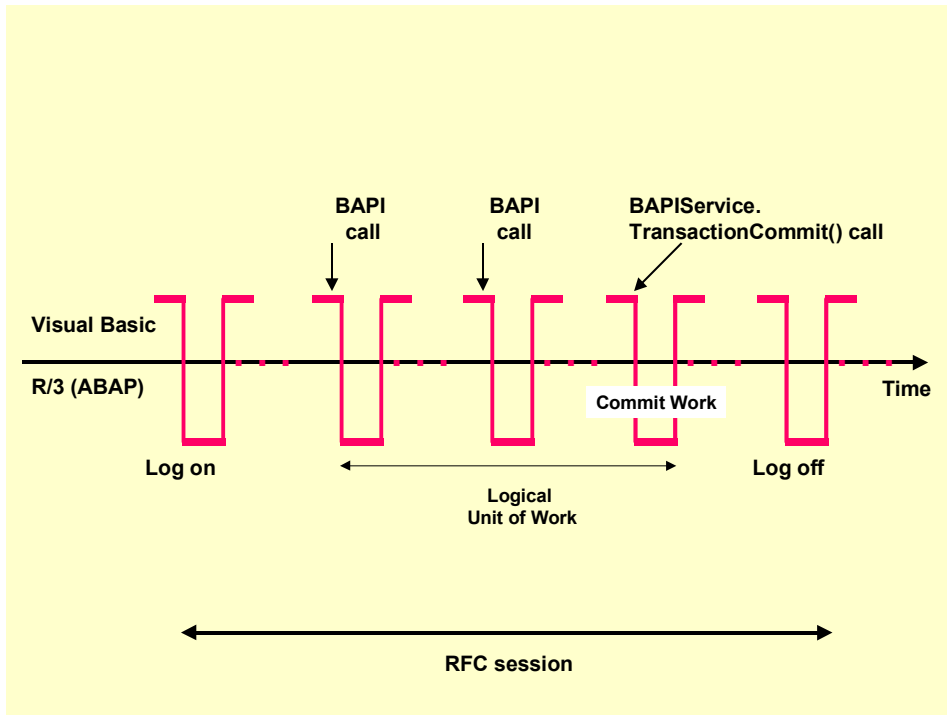 BAPI
call
BAPI
call
BAPIService.
TransactionCommit() call
Visual Basic
R/3 (ABAP)
Time
Commit Work
Log on
Log off
Logical
Unit of Work
RFC session